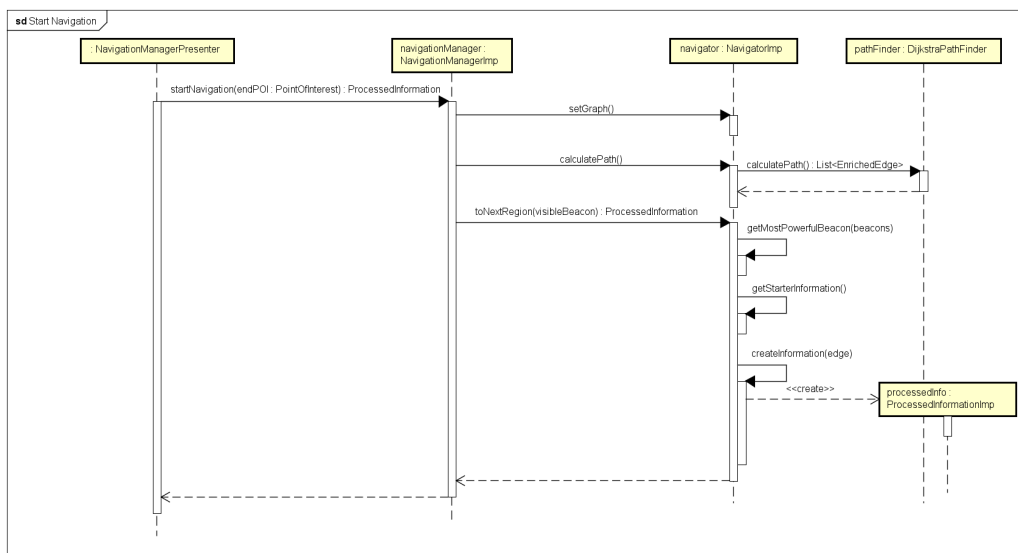 sd Start Navigation
: NavigationManagerPresenter
navigationManager :
NavigationManagerImp
navigator : NavigatorImp
pathFinder : DijkstraPathFinder
startNavigation(endPOI : PointOfInterest) : ProcessedInformation
setGraph()
calculatePath()
calculatePath() : List<EnrichedEdge>
toNextRegion(visibleBeacon) : ProcessedInformation
getMostPowerfulBeacon(beacons)
getStarterInformation()
createInformation(edge)
<<create>>
processedInfo :
ProcessedInformationImp